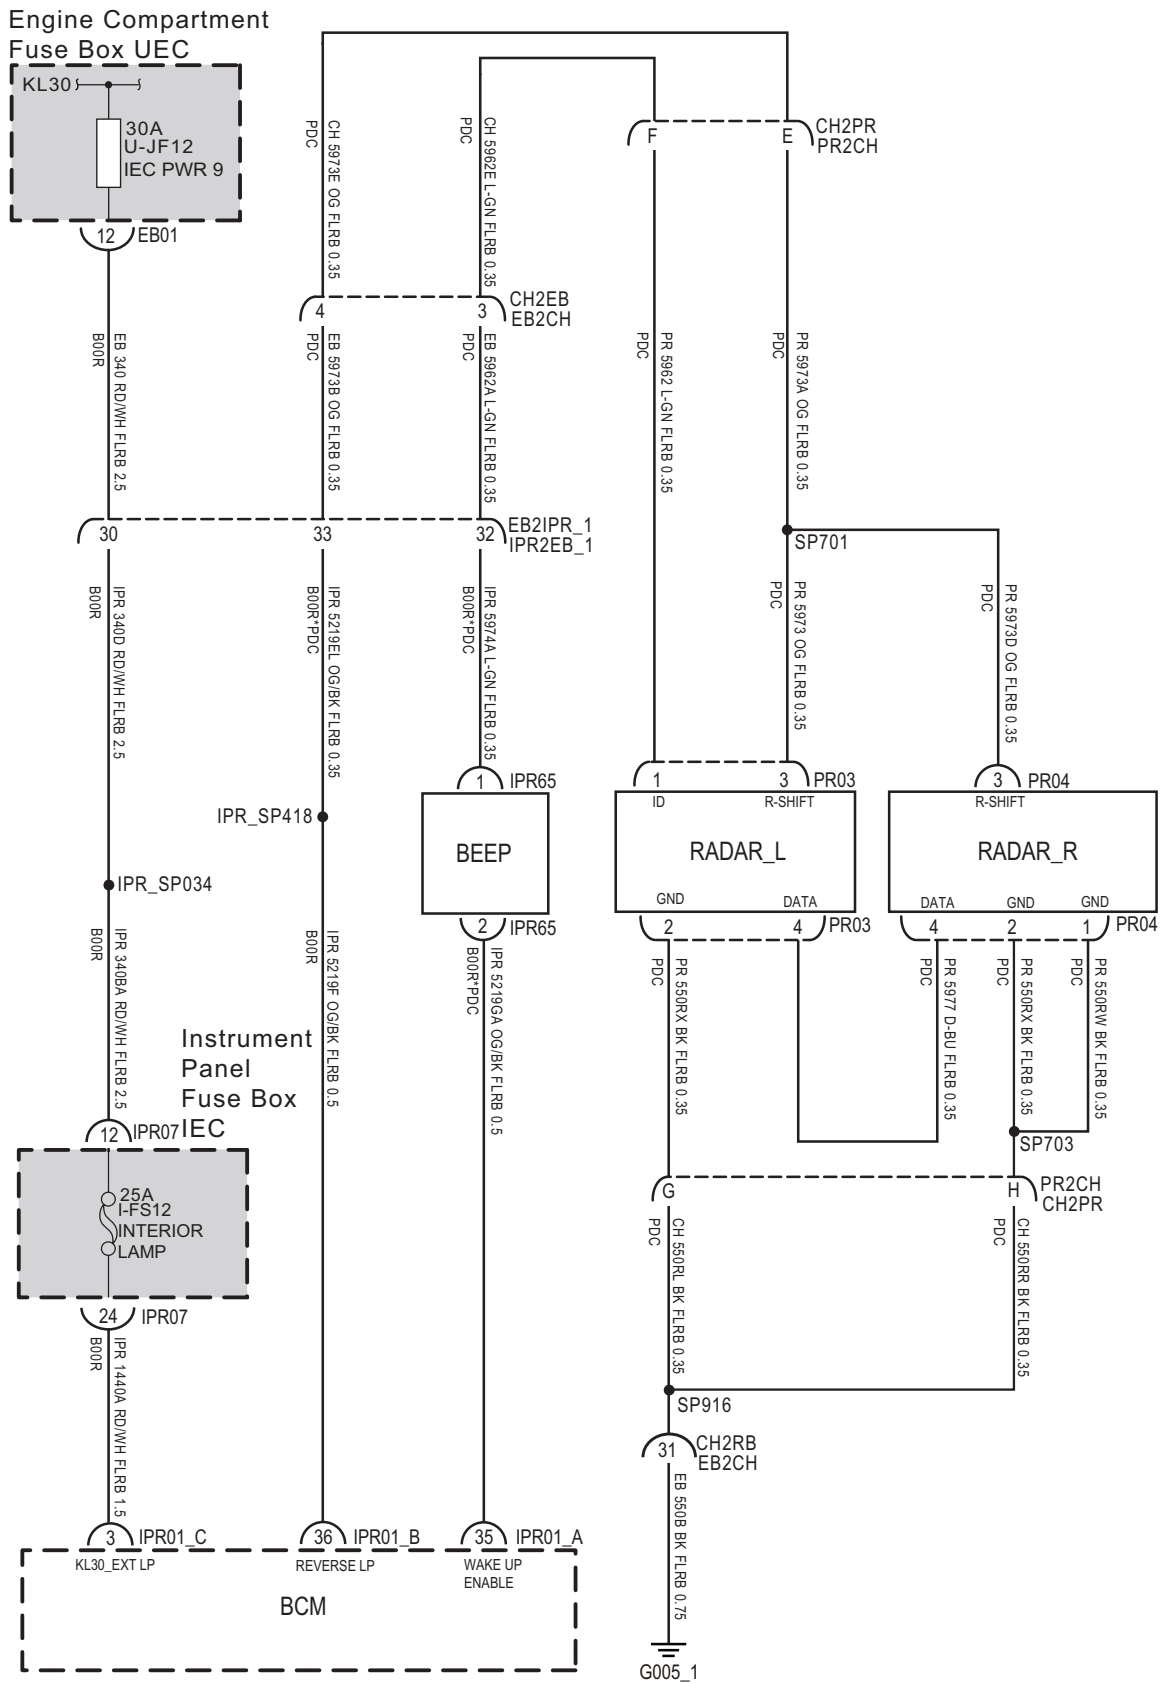 Engine Compartment
Fuse Box UEC
KL30
30A
U-JF12
IEC PWR 9
12
EB01
CH 5973E OG FLRB 0.35
PDC
CH 5962E L-GN FLRB 0.35
PDC
F
E
CH2PR
PR2CH
4
3
CH2EB
EB2CH
EB 340 RD/WH FLRB 2.5
B00R
EB 5973B OG FLRB 0.35
PDC
EB 5962A L-GN FLRB 0.35
PDC
PR 5962 L-GN FLRB 0.35
PDC
PR 5973A OG FLRB 0.35
PDC
30
33
32
EB2IPR_1
IPR2EB_1
SP701
IPR 340D RD/WH FLRB 2.5
B00R
IPR 5219EL OG/BK FLRB 0.35
B00R*PDC
IPR 5974A L-GN FLRB 0.35
B00R*PDC
PR 5973 OG FLRB 0.35
PDC
PR 5973D OG FLRB 0.35
PDC
1
IPR65
1
3
PR03
3
PR04
ID
R-SHIFT
R-SHIFT
IPR_SP418
BEEP
RADAR_L
RADAR_R
IPR_SP034
GND
DATA
DATA
GND
GND
2
IPR65
2
4
PR03
4
2
1
PR04
IPR 340BA RD/WH FLRB 2.5
B00R
IPR 5219F OG/BK FLRB 0.5
B00R
IPR 5219GA OG/BK FLRB 0.5
B00R*PDC
PR 550RX BK FLRB 0.35
PDC
PR 5977 D-BU FLRB 0.35
PDC
PR 550RX BK FLRB 0.35
PDC
PR 550RW BK FLRB 0.35
PDC
Instrument
Panel
Fuse Box
IEC
12
IPR07
SP703
25A
I-FS12
INTERIOR
LAMP
G
H
PR2CH
CH2PR
CH 550RL BK FLRB 0.35
PDC
CH 550RR BK FLRB 0.35
PDC
24
IPR07
IPR 1440A RD/WH FLRB 1.5
B00R
SP916
31
CH2RB
EB2CH
EB 550B BK FLRB 0.75
3
IPR01_C
36
IPR01_B
35
IPR01_A
KL30_EXT LP
REVERSE LP
WAKE UP
ENABLE
BCM
G005_1